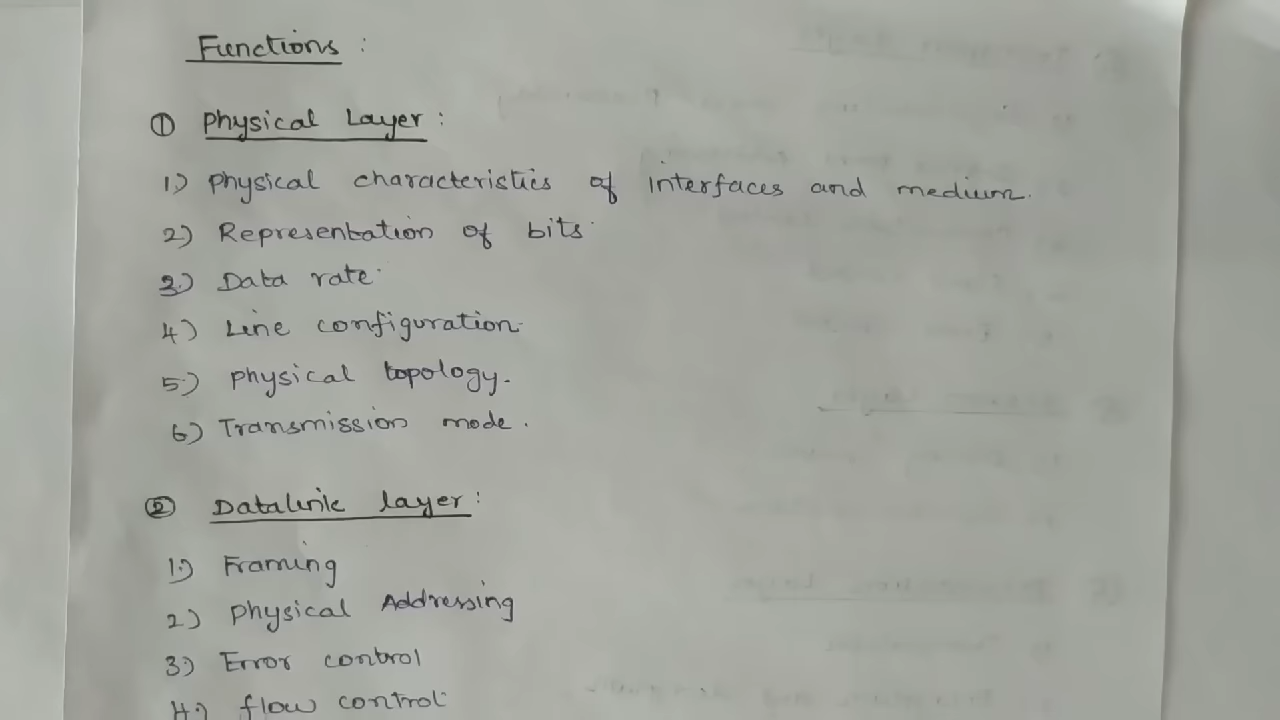 Functions :
① Physical Layer :
1) Physical characteristics of interfaces and medium.
2) Representation of bits.
3) Data rate.
4) Line configuration.
5) Physical topology.
6) Transmission mode.
② Datalink layer :
1) Framing
2) Physical Addressing
3) Error control
4) flow control